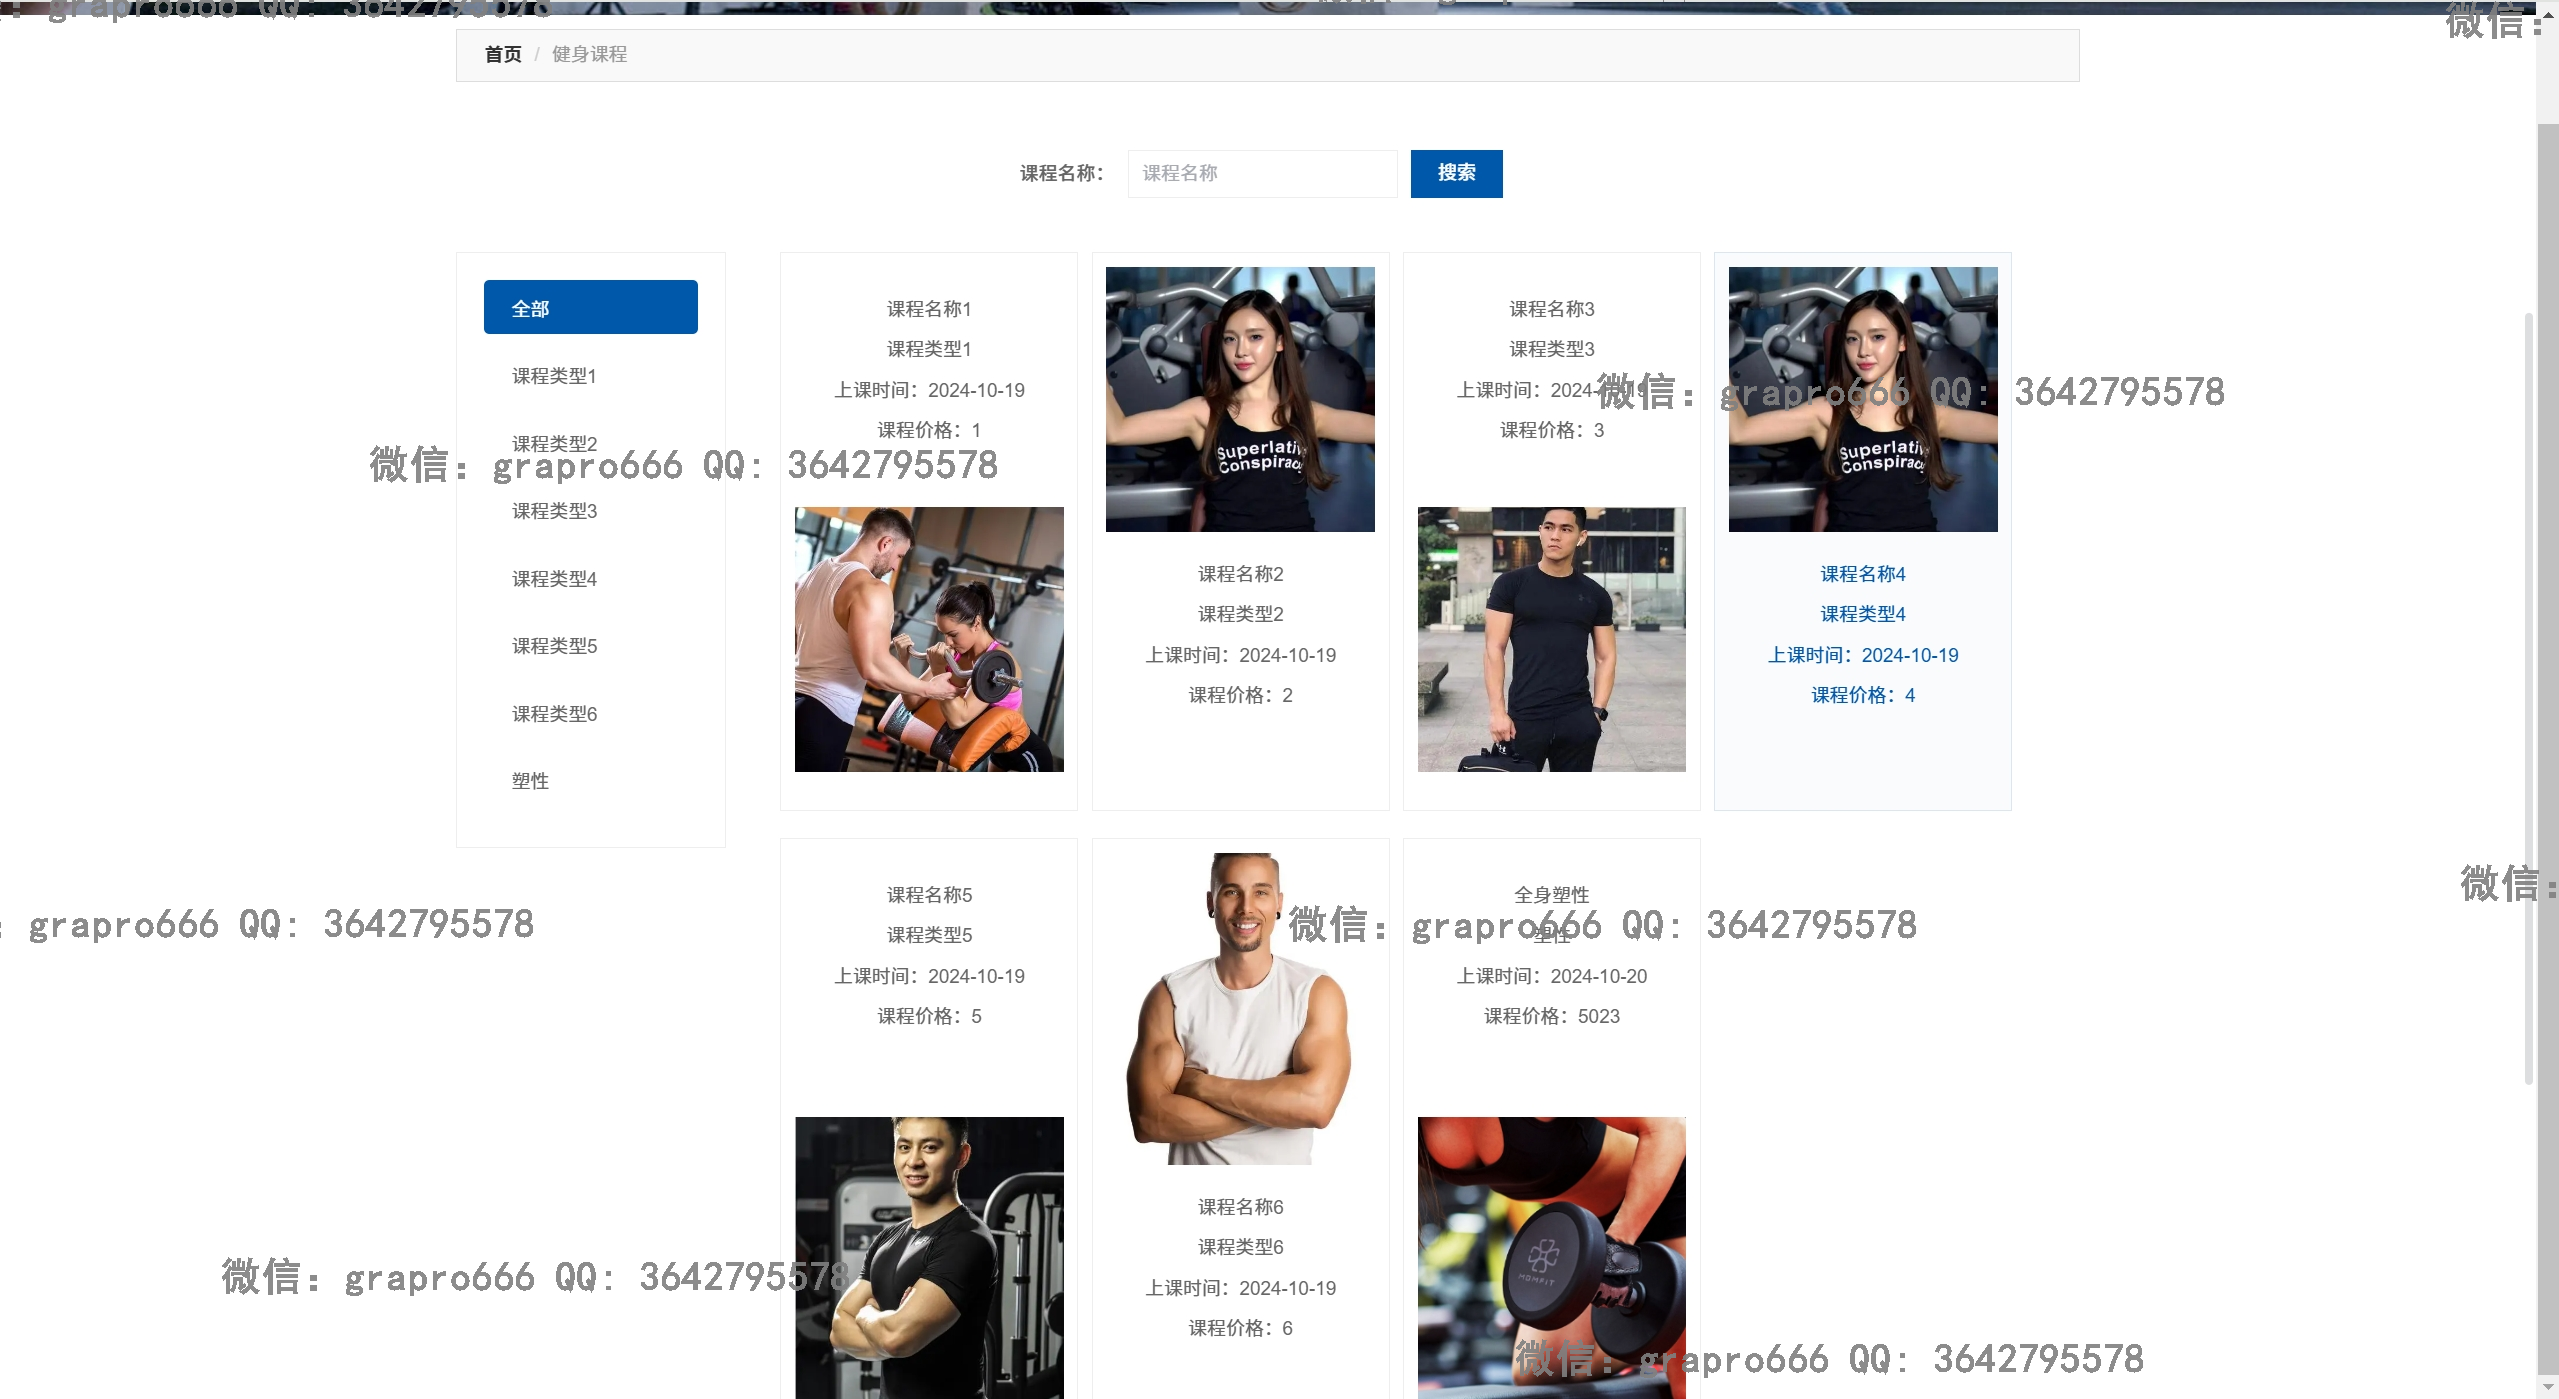 : grapro666 QQ: 3642795578
微信:
首页 / 健身课程
课程名称： 课程名称 搜索
全部
课程类型1
课程类型2
课程类型3
课程类型4
课程类型5
课程类型6
塑性
课程名称1
课程类型1
上课时间：2024-10-19
课程价格：1
Superlativ
Conspirac
课程名称2
课程类型2
上课时间：2024-10-19
课程价格：2
课程名称3
课程类型3
上课时间：2024-10-19
课程价格：3
Superlativ
Conspirac
课程名称4
课程类型4
上课时间：2024-10-19
课程价格：4
微信: grapro666 QQ: 3642795578
微信: grapro666 QQ: 3642795578
课程名称5
课程类型5
上课时间：2024-10-19
课程价格：5
课程名称6
课程类型6
上课时间：2024-10-19
课程价格：6
全身塑性
塑性
上课时间：2024-10-20
课程价格：5023
MDMFIT
微信:
: grapro666 QQ: 3642795578
微信: grapro666 QQ: 3642795578
微信: grapro666 QQ: 3642795578
微信: grapro666 QQ: 3642795578